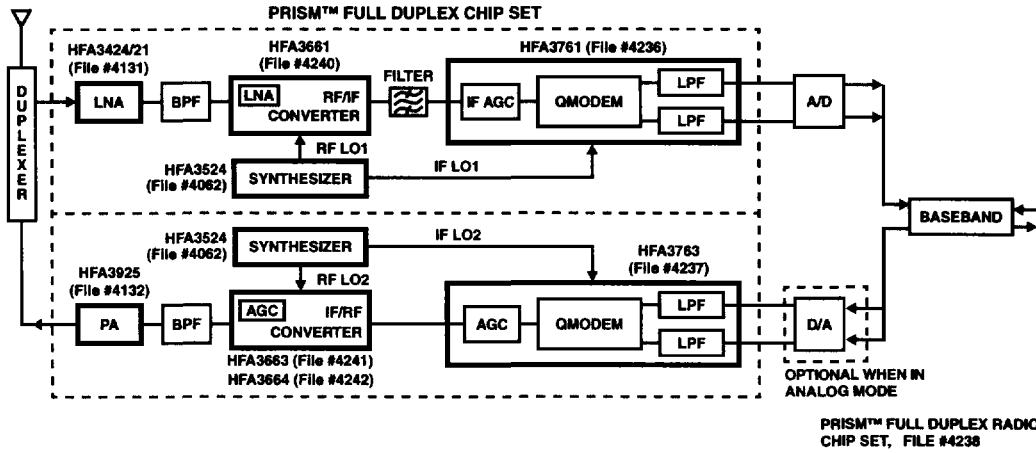 PRISM™ FULL DUPLEX CHIP SET
HFA3424/21
(File #4131)
HFA3661
(File #4240)
HFA3761 (File #4236)
DUPLEXER
LNA
BPF
LNA
RF/IF
CONVERTER
FILTER
IF AGC
QMODEM
LPF
LPF
A/D
RF LO1
IF LO1
HFA3524
(File #4062)
SYNTHESIZER
BASEBAND
HFA3524
(File #4062)
SYNTHESIZER
IF LO2
RF LO2
HFA3763
(File #4237)
HFA3925
(File #4132)
PA
BPF
AGC
IF/RF
CONVERTER
AGC
QMODEM
LPF
LPF
D/A
HFA3663 (File #4241)
HFA3664 (File #4242)
OPTIONAL WHEN IN
ANALOG MODE
PRISM™ FULL DUPLEX RADIO
CHIP SET, FILE #4238